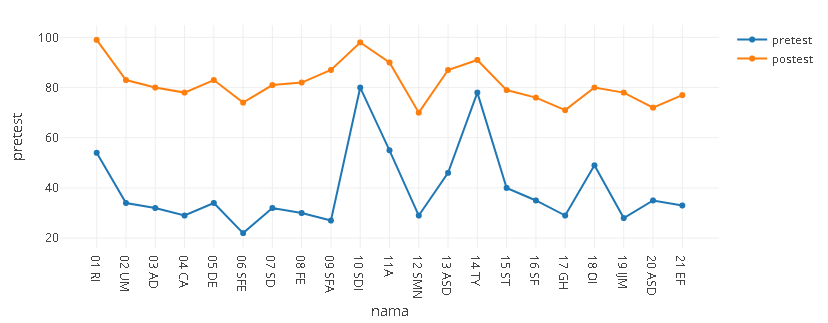 100
80
60
40
20
pretest
01 RI
02 UM
03 AD
04 CA
05 DE
06 SFE
07 SD
08 FE
09 SFA
10 SDI
11A
12 SMN
13 ASD
14 TY
15 ST
16 SF
17 GH
18 OI
19 IJM
20 ASD
21 EF
nama
pretest
postest